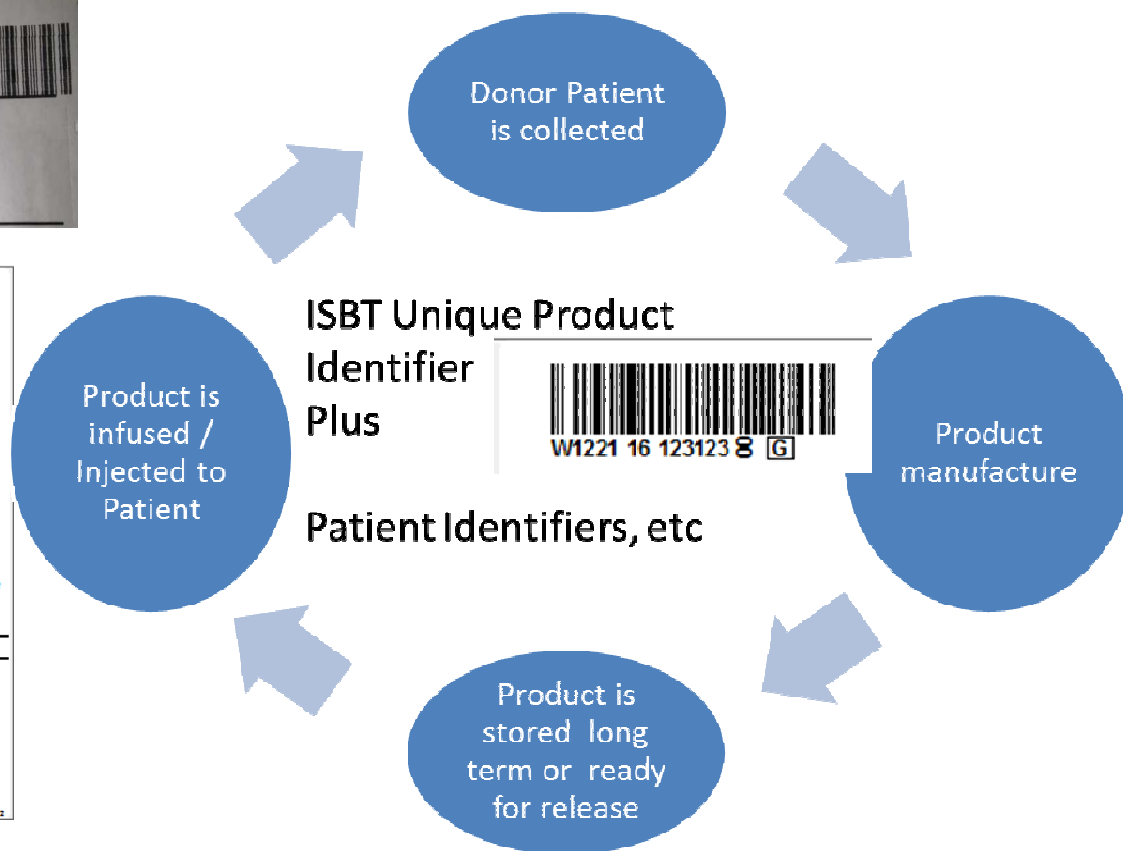 Donor Patient
is collected
ISBT Unique Product
Identifier
Plus
W1221 16 123123 00 G
Patient Identifiers, etc
Product
manufacture
Product is
stored long
term or ready
for release
Product is
infused /
Injected to
Patient